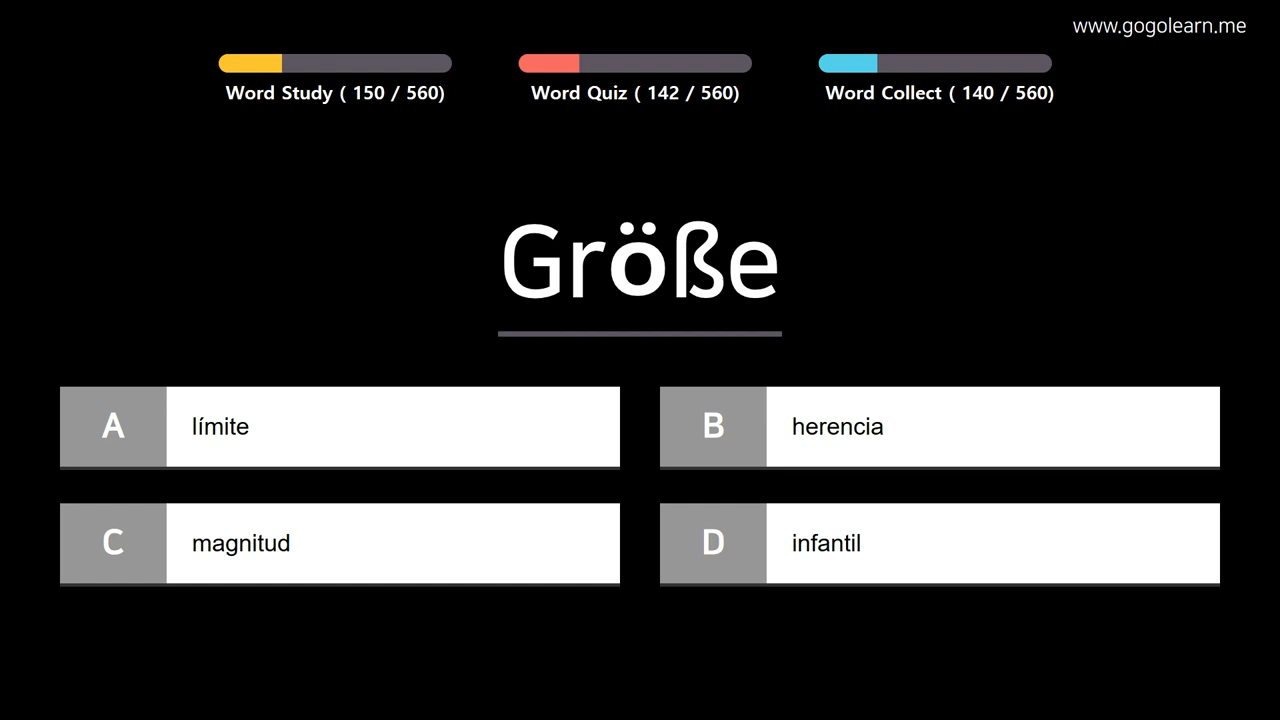 www.gogolearn.me
Word Study ( 150 / 560)
Word Quiz ( 142 / 560)
Word Collect ( 140 / 560)
Größe
A límite
B herencia
C magnitud
D infantil